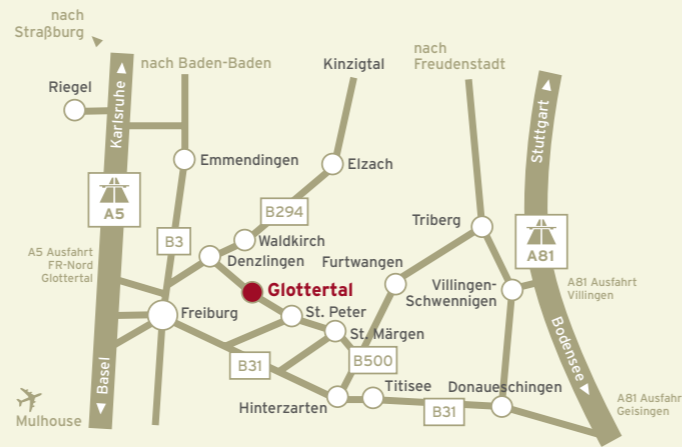 nach
Straßburg
nach Baden-Baden
Kinzigtal
nach
Freudenstadt
Riegel
Karlsruhe
Stuttgart
Emmendingen
Elzach
A5
B294
B3
Waldkirch
Triberg
A81
A5 Ausfahrt
FR-Nord
Glottertal
Denzlingen
Furtwangen
Glottertal
Villingen-
Schwennigen
A81 Ausfahrt
Villingen
Freiburg
St. Peter
St. Märgen
Bodensee
B31
B500
Basel
Titisee
Donaueschingen
Hinterzarten
B31
A81 Ausfahr
Geisingen
Mulhouse